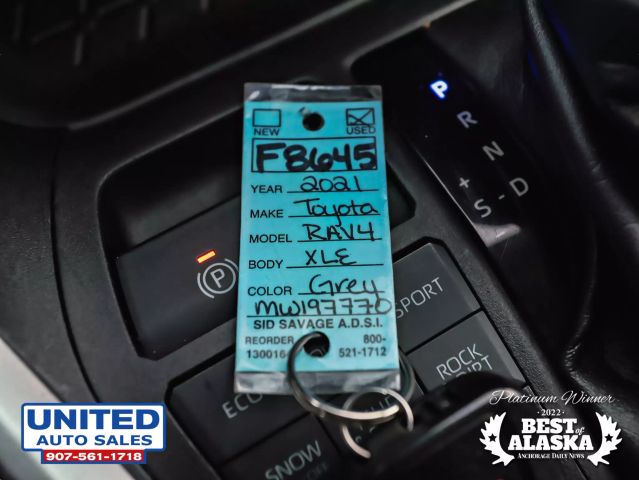 NEW USED
F8645
YEAR 2021
MAKE Toyota
MODEL RAV4
BODY XLE
COLOR Grey
MW197770
SID SAVAGE A.D.S.I.
REORDER 800-
130016 521-1712
P
R
N
+
S - D
P
SPORT
ECO
ROCK
SNOW
UNITED
AUTO SALES
907-561-1718
Platinum Winner
2022
BEST of
ALASKA
ANCHORAGE DAILY NEWS